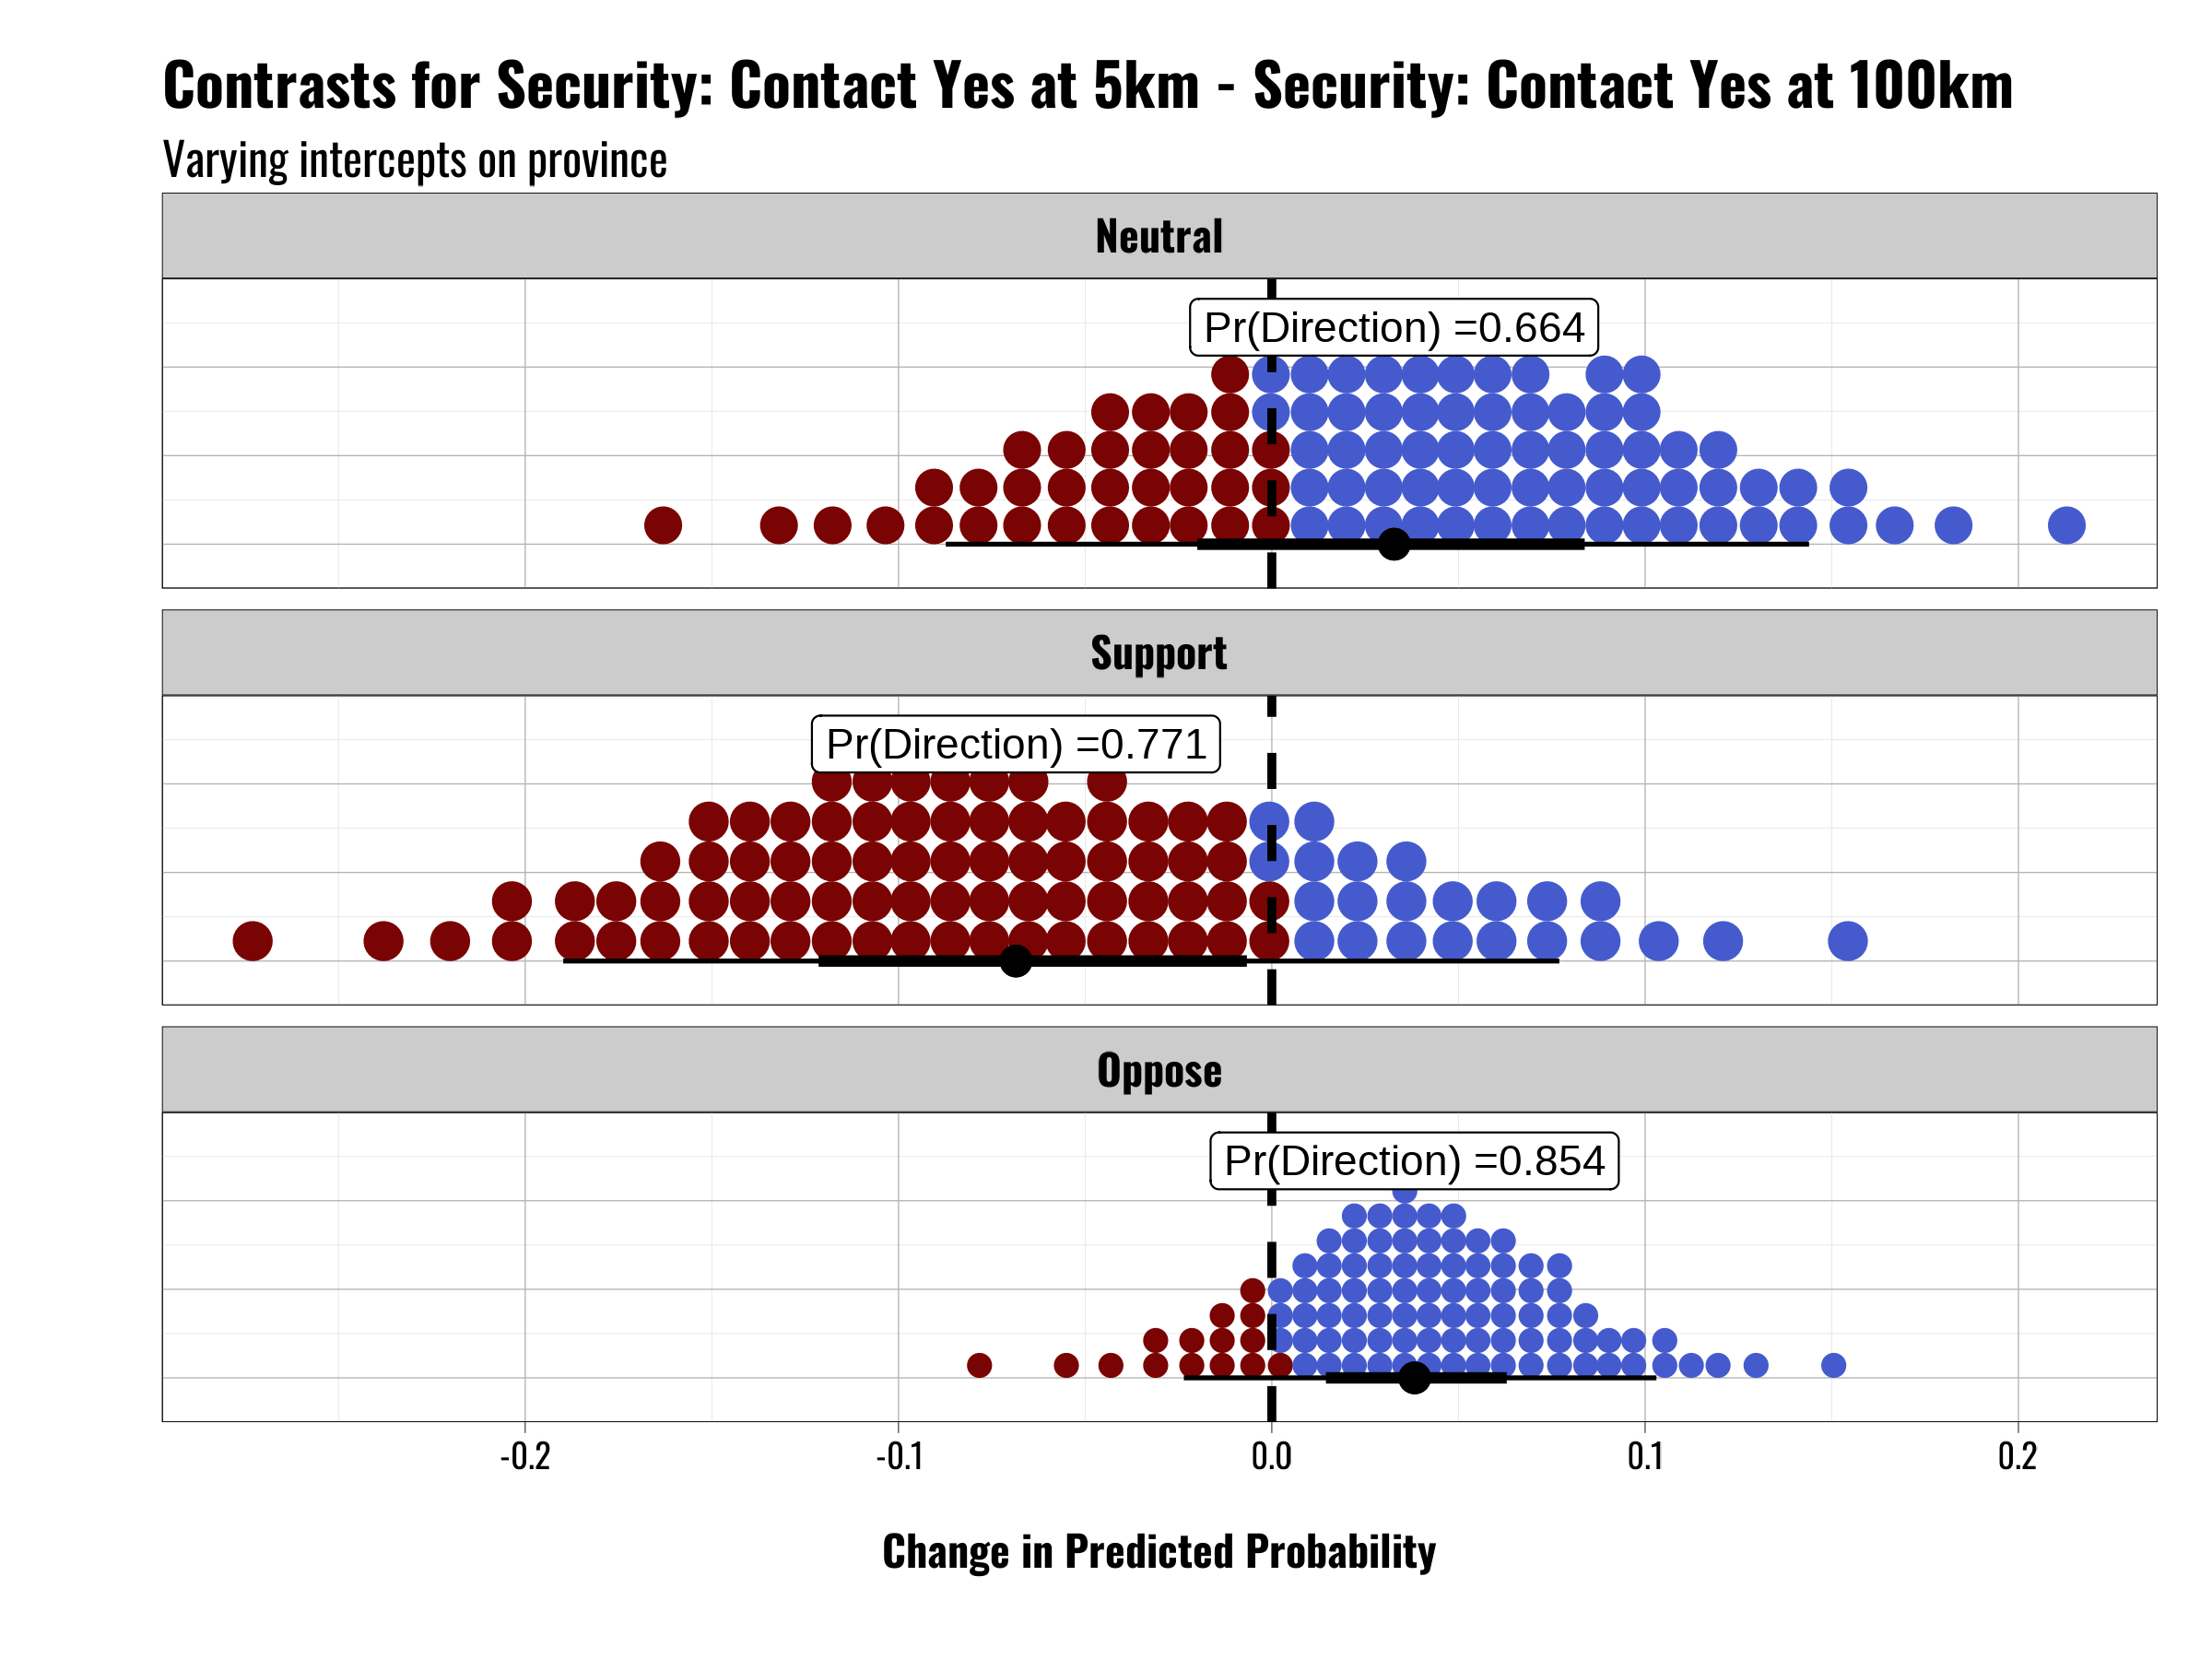 Contrasts for Security: Contact Yes at 5km - Security: Contact Yes at 100km
Varying intercepts on province
Neutral
Pr(Direction) =0.664
Support
Pr(Direction) =0.771
Oppose
Pr(Direction) =0.854
-0.2 -0.1 0.0 0.1 0.2
Change in Predicted Probability